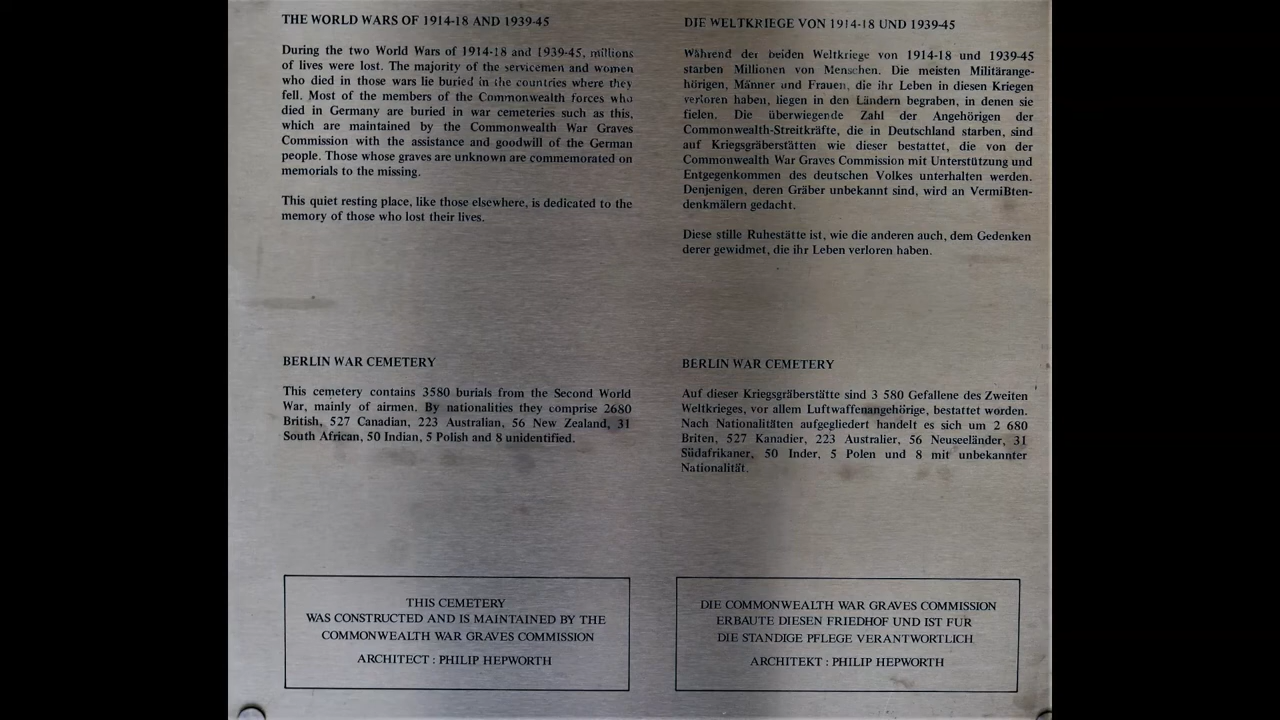 THE WORLD WARS OF 1914-18 AND 1939-45
During the two World Wars of 1914-18 and 1939-45, millions
of lives were lost. The majority of the servicemen and women
who died in those wars lie buried in the countries where they
fell. Most of the members of the Commonwealth forces who
died in Germany are buried in war cemeteries such as this,
which are maintained by the Commonwealth War Graves
Commission with the assistance and goodwill of the German
people. Those whose graves are unknown are commemorated on
memorials to the missing.
This quiet resting place, like those elsewhere, is dedicated to the
memory of those who lost their lives.
BERLIN WAR CEMETERY
This cemetery contains 3580 burials from the Second World
War, mainly of airmen. By nationalities they comprise 2680
British, 527 Canadian, 223 Australian, 56 New Zealand, 31
South African, 50 Indian, 5 Polish and 8 unidentified.
THIS CEMETERY
WAS CONSTRUCTED AND IS MAINTAINED BY THE
COMMONWEALTH WAR GRAVES COMMISSION
ARCHITECT : PHILIP HEPWORTH
DIE WELTKRIEGE VON 1914-18 UND 1939-45
Während der beiden Weltkriege von 1914-18 und 1939-45
starben Millionen von Menschen. Die meisten Militärange-
hörigen, Männer und Frauen, die ihr Leben in diesen Kriegen
verloren haben, liegen in den Ländern begraben, in denen sie
fielen. Die überwiegende Zahl der Angehörigen der
Commonwealth-Streitkräfte, die in Deutschland starben, sind
auf Kriegsgräberstätten wie dieser bestattet, die von der
Commonwealth War Graves Commission mit Unterstützung und
Entgegenkommen des deutschen Volkes unterhalten werden.
Denjenigen, deren Gräber unbekannt sind, wird an Vermißten-
denkmälern gedacht.
Diese stille Ruhestätte ist, wie die anderen auch, dem Gedenken
derer gewidmet, die ihr Leben verloren haben.
BERLIN WAR CEMETERY
Auf dieser Kriegsgräberstätte sind 3 580 Gefallene des Zweiten
Weltkrieges, vor allem Luftwaffenangehörige, bestattet worden.
Nach Nationalitäten aufgegliedert handelt es sich um 2 680
Briten, 527 Kanadier, 223 Australier, 56 Neuseeländer, 31
Südafrikaner, 50 Inder, 5 Polen und 8 mit unbekannter
Nationalität.
DIE COMMONWEALTH WAR GRAVES COMMISSION
ERBAUTE DIESEN FRIEDHOF UND IST FUR
DIE STANDIGE PFLEGE VERANTWORTLICH
ARCHITEKT : PHILIP HEPWORTH